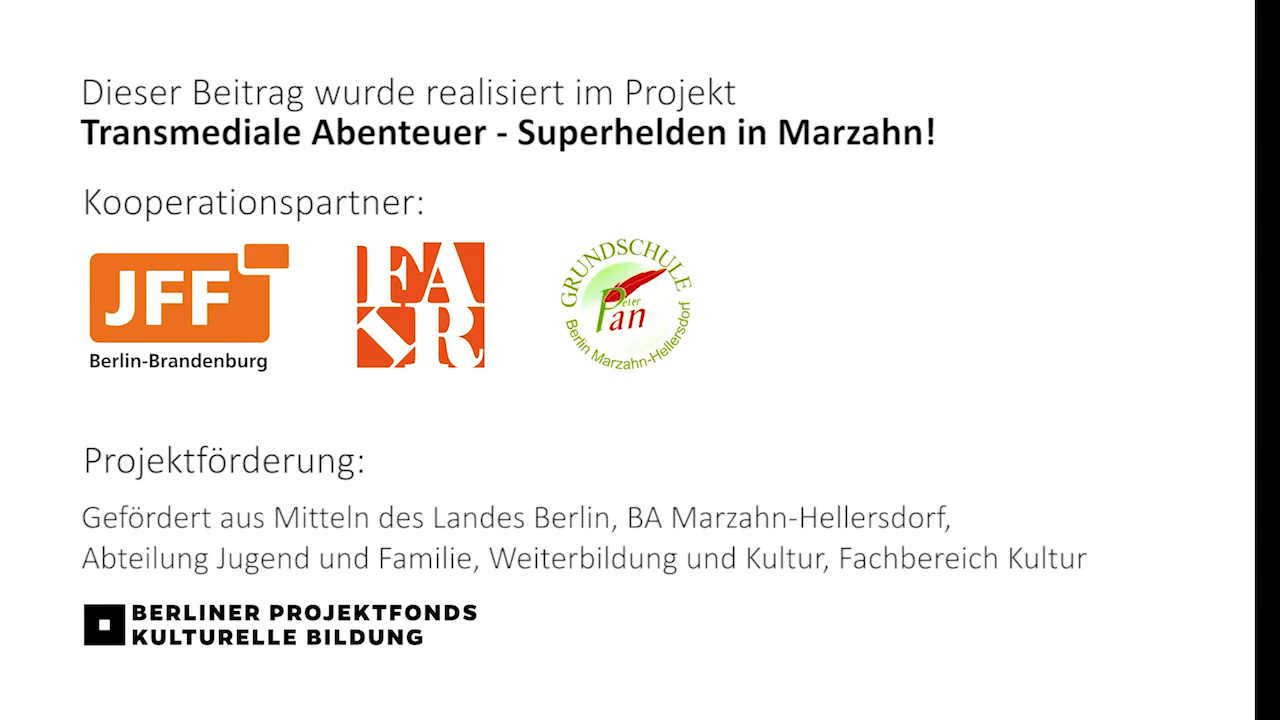 Dieser Beitrag wurde realisiert im Projekt
Transmediale Abenteuer - Superhelden in Marzahn!
Kooperationspartner:
JFF
Berlin-Brandenburg
FA
KIR
GRUNDSCHULE
Peter
Pan
Berlin Marzahn-Hellersdorf
Projektförderung:
Gefördert aus Mitteln des Landes Berlin, BA Marzahn-Hellersdorf,
Abteilung Jugend und Familie, Weiterbildung und Kultur, Fachbereich Kultur
BERLINER PROJEKTFONDS
KULTURELLE BILDUNG